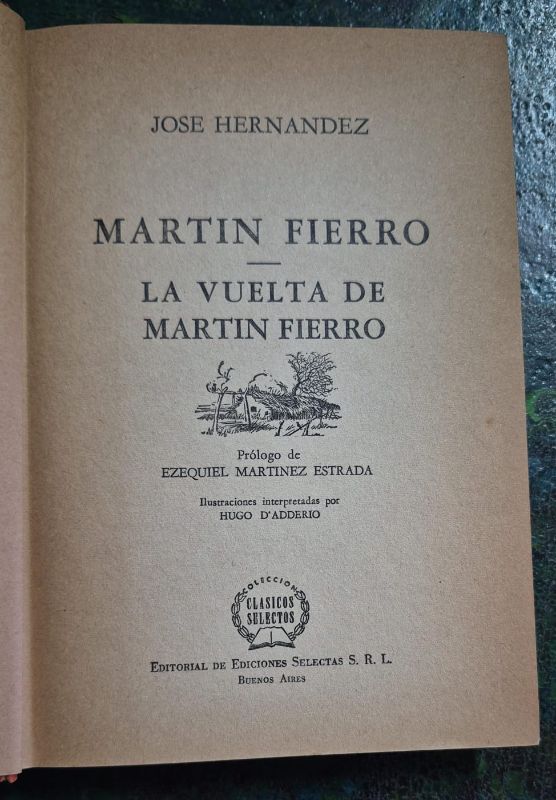 JOSE HERNANDEZ
MARTIN FIERRO
LA VUELTA DE
MARTIN FIERRO
Prólogo de
EZEQUIEL MARTINEZ ESTRADA
Ilustraciones interpretadas por
HUGO D'ADDERIO
COLECCION
CLASICOS
SELECTOS
EDITORIAL DE EDICIONES SELECTAS S. R. L.
BUENOS AIRES